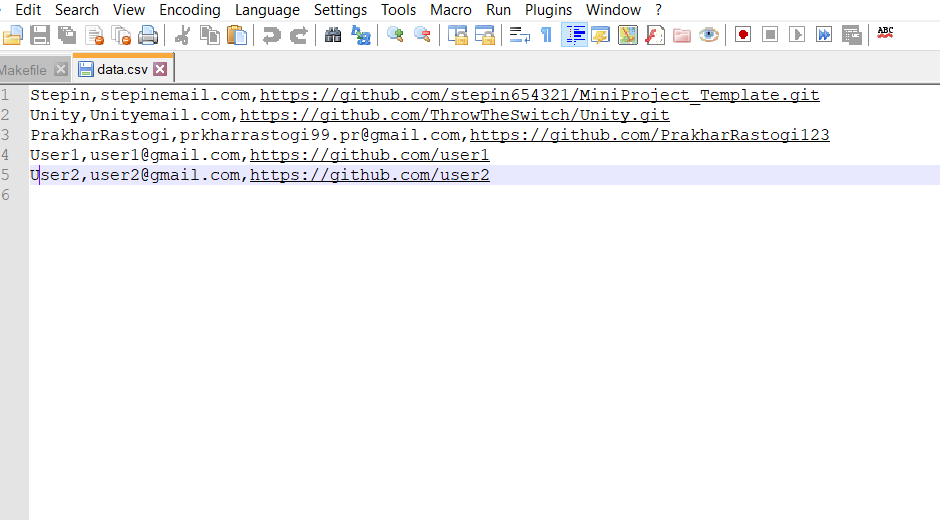 Edit Search View Encoding Language Settings Tools Macro Run Plugins Window ?
ABC
Makefile data.csv
1 Stepin,stepinemail.com,https://github.com/stepin654321/MiniProject_Template.git
2 Unity,Unityemail.com,https://github.com/ThrowTheSwitch/Unity.git
3 PrakharRastogi,prkharrastogi99.pr@gmail.com,https://github.com/PrakharRastogi123
4 User1,user1@gmail.com,https://github.com/user1
5 User2,user2@gmail.com,https://github.com/user2
6